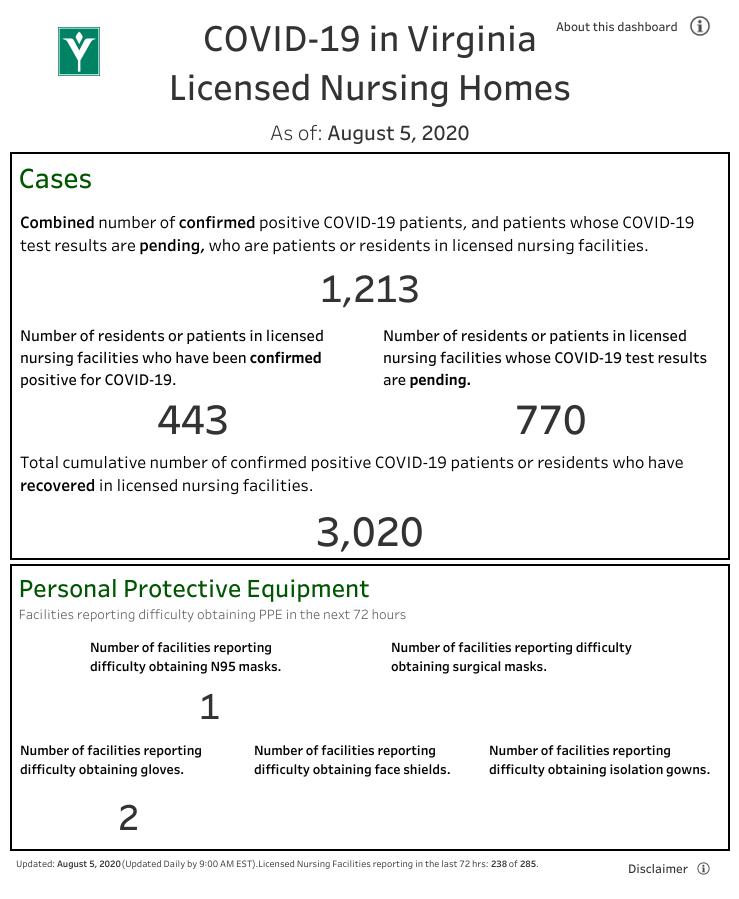 COVID-19 in Virginia
Licensed Nursing Homes
About this dashboard
As of: August 5, 2020
Cases
Combined number of confirmed positive COVID-19 patients, and patients whose COVID-19
test results are pending, who are patients or residents in licensed nursing facilities.
1,213
Number of residents or patients in licensed
nursing facilities who have been confirmed
positive for COVID-19.
443
Number of residents or patients in licensed
nursing facilities whose COVID-19 test results
are pending.
770
Total cumulative number of confirmed positive COVID-19 patients or residents who have
recovered in licensed nursing facilities.
3,020
Personal Protective Equipment
Facilities reporting difficulty obtaining PPE in the next 72 hours
Number of facilities reporting
difficulty obtaining N95 masks.
1
Number of facilities reporting difficulty
obtaining surgical masks.
Number of facilities reporting
difficulty obtaining gloves.
2
Number of facilities reporting
difficulty obtaining face shields.
Number of facilities reporting
difficulty obtaining isolation gowns.
Updated: August 5, 2020(Updated Daily by 9:00 AM EST).Licensed Nursing Facilities reporting in the last 72 hrs: 238 of 285.
Disclaimer